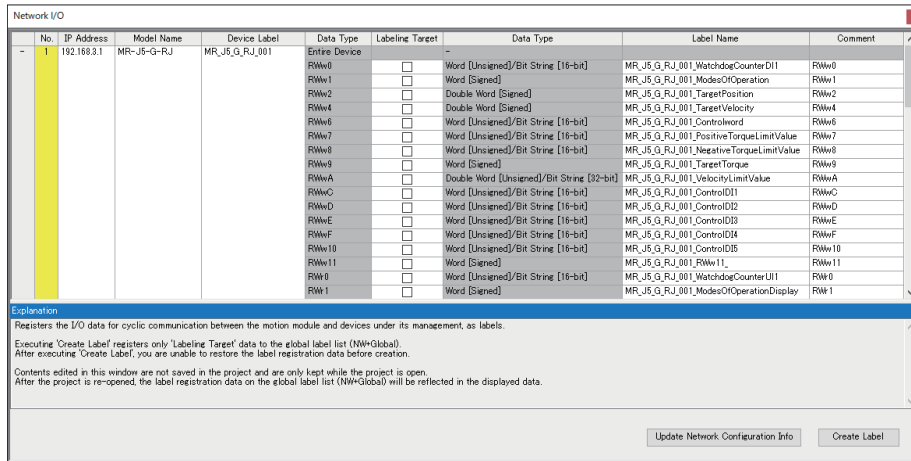 Network I/O
No. IP Address Model Name Device Label Data Type Labeling Target Data Type Label Name Comment
- 1 192.168.3.1 MR-J5-G-RJ MR_J5_G_RJ_001 Entire Device -
RWw0 Word [Unsigned]/Bit String [16-bit] MR_J5_G_RJ_001_WatchdogCounterDI1 RWw0
RWw1 Word [Signed] MR_J5_G_RJ_001_ModesOfOperation RWw1
RWw2 Double Word [Signed] MR_J5_G_RJ_001_TargetPosition RWw2
RWw4 Double Word [Signed] MR_J5_G_RJ_001_TargetVelocity RWw4
RWw6 Word [Unsigned]/Bit String [16-bit] MR_J5_G_RJ_001_Controlword RWw6
RWw7 Word [Unsigned]/Bit String [16-bit] MR_J5_G_RJ_001_PositiveTorqueLimitValue RWw7
RWw8 Word [Unsigned]/Bit String [16-bit] MR_J5_G_RJ_001_NegativeTorqueLimitValue RWw8
RWw9 Word [Signed] MR_J5_G_RJ_001_TargetTorque RWw9
RWwA Double Word [Unsigned]/Bit String [32-bit] MR_J5_G_RJ_001_VelocityLimitValue RWwA
RWwC Word [Unsigned]/Bit String [16-bit] MR_J5_G_RJ_001_ControlDI1 RWwC
RWwD Word [Unsigned]/Bit String [16-bit] MR_J5_G_RJ_001_ControlDI2 RWwD
RWwE Word [Unsigned]/Bit String [16-bit] MR_J5_G_RJ_001_ControlDI3 RWwE
RWwF Word [Unsigned]/Bit String [16-bit] MR_J5_G_RJ_001_ControlDI4 RWwF
RWw10 Word [Unsigned]/Bit String [16-bit] MR_J5_G_RJ_001_ControlDI5 RWw10
RWw11 Word [Signed] MR_J5_G_RJ_001_RWw11_ RWw11
RWr0 Word [Unsigned]/Bit String [16-bit] MR_J5_G_RJ_001_WatchdogCounterUI1 RWr0
RWr1 Word [Signed] MR_J5_G_RJ_001_ModesOfOperationDisplay RWr1
Explanation
Registers the I/O data for cyclic communication between the motion module and devices under its management, as labels.
Executing 'Create Label' registers only 'Labeling Target' data to the global label list (NW+Global).
After executing 'Create Label', you are unable to restore the label registration data before creation.
Contents edited in this window are not saved in the project and are only kept while the project is open.
After the project is re-opened, the label registration data on the global label list (NW+Global) will be reflected in the displayed data.
Update Network Configuration Info Create Label